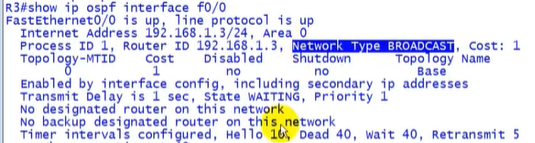 R3#show ip ospf interface f0/0
FastEthernet0/0 is up, line protocol is up
Internet Address 192.168.1.3/24, Area 0
Process ID 1, Router ID 192.168.1.3, Network Type BROADCAST, Cost: 1
Topology-MTID Cost Disabled Shutdown Topology Name
0 1 no no Base
Enabled by interface config, including secondary ip addresses
Transmit Delay is 1 sec, State WAITING, Priority 1
No designated router on this network
No backup designated router on this network
Timer intervals configured, Hello 10, Dead 40, Wait 40, Retransmit 5